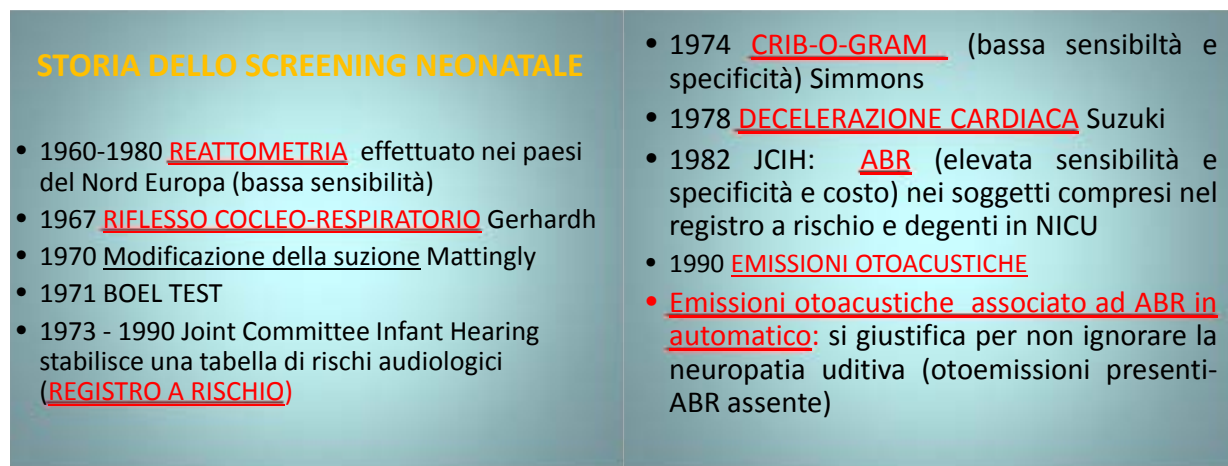 STORIA DELLO SCREENING NEONATALE
• 1960-1980 REATTOMETRIA effettuato nei paesi
del Nord Europa (bassa sensibilità)
• 1967 RIFLESSO COCLEO-RESPIRATORIO Gerhardh
• 1970 Modificazione della suzione Mattingly
• 1971 BOEL TEST
• 1973 - 1990 Joint Committee Infant Hearing
stabilisce una tabella di rischi audiologici
(REGISTRO A RISCHIO)
• 1974 CRIB-O-GRAM (bassa sensibiltà e
specificità) Simmons
• 1978 DECELERAZIONE CARDIACA Suzuki
• 1982 JCIH: ABR (elevata sensibilità e
specificità e costo) nei soggetti compresi nel
registro a rischio e degenti in NICU
• 1990 EMISSIONI OTOACUSTICHE
• Emissioni otoacustiche associato ad ABR in
automatico: si giustifica per non ignorare la
neuropatia uditiva (otoemissioni presenti-
ABR assente)